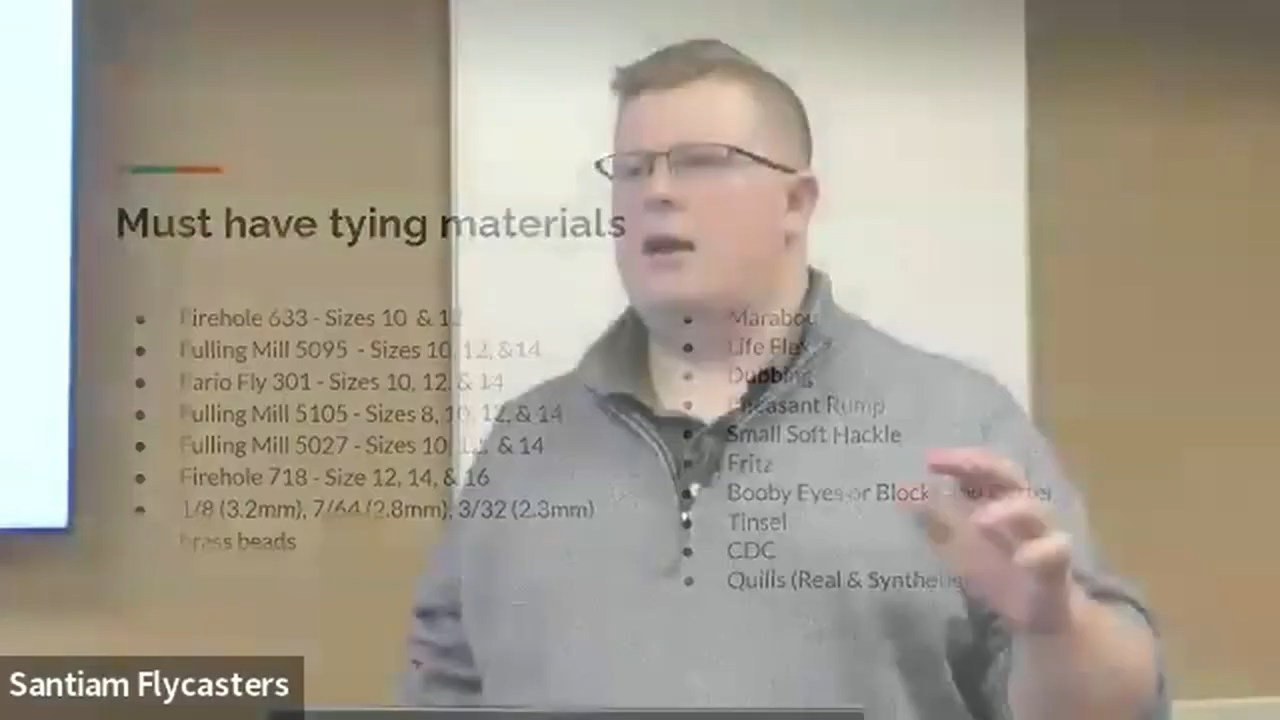 Must have tying materials
Firehole 633 - Sizes 10 & 12
Fulling Mill 5095 - Sizes 10, 12, &14
Hario Fly 301 - Sizes 10, 12, & 14
Fulling Mill 5105 - Sizes 8, 10, 12, & 14
Fulling Mill 5027 - Sizes 10, 12, & 14
Firehole 718 - Size 12, 14, & 16
1/8 (3.2mm), 7/64 (2.8mm), 3/32 (2.3mm)
brass beads
Marabou
Life Flex
Dubbing
Pheasant Rump
Small Soft Hackle
Fritz
Booby Eyes or Block
Tinsel
CDC
Quills (Real & Synthetic)
Santiam Flycasters